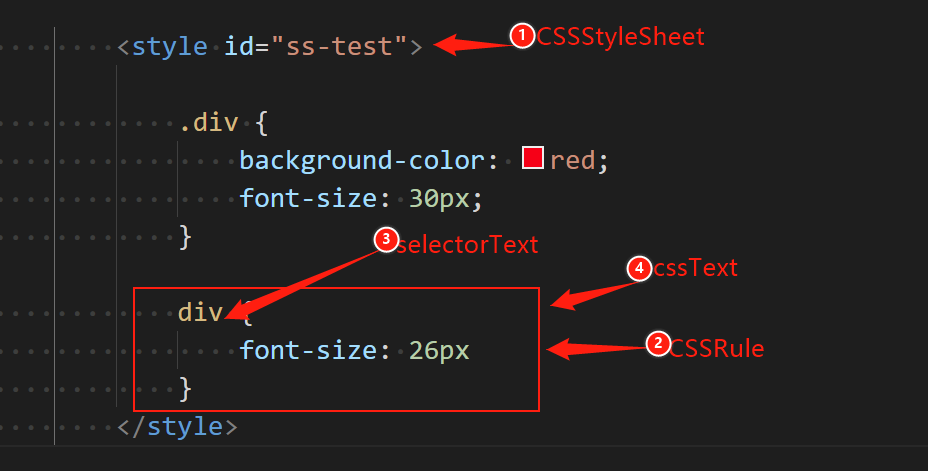 <style id="ss-test"> 1 CSSStyleSheet
.div {
background-color: red;
font-size: 30px;
}
3 selectorText
4 cssText
div {
font-size: 26px
2 CSSRule
}
</style>